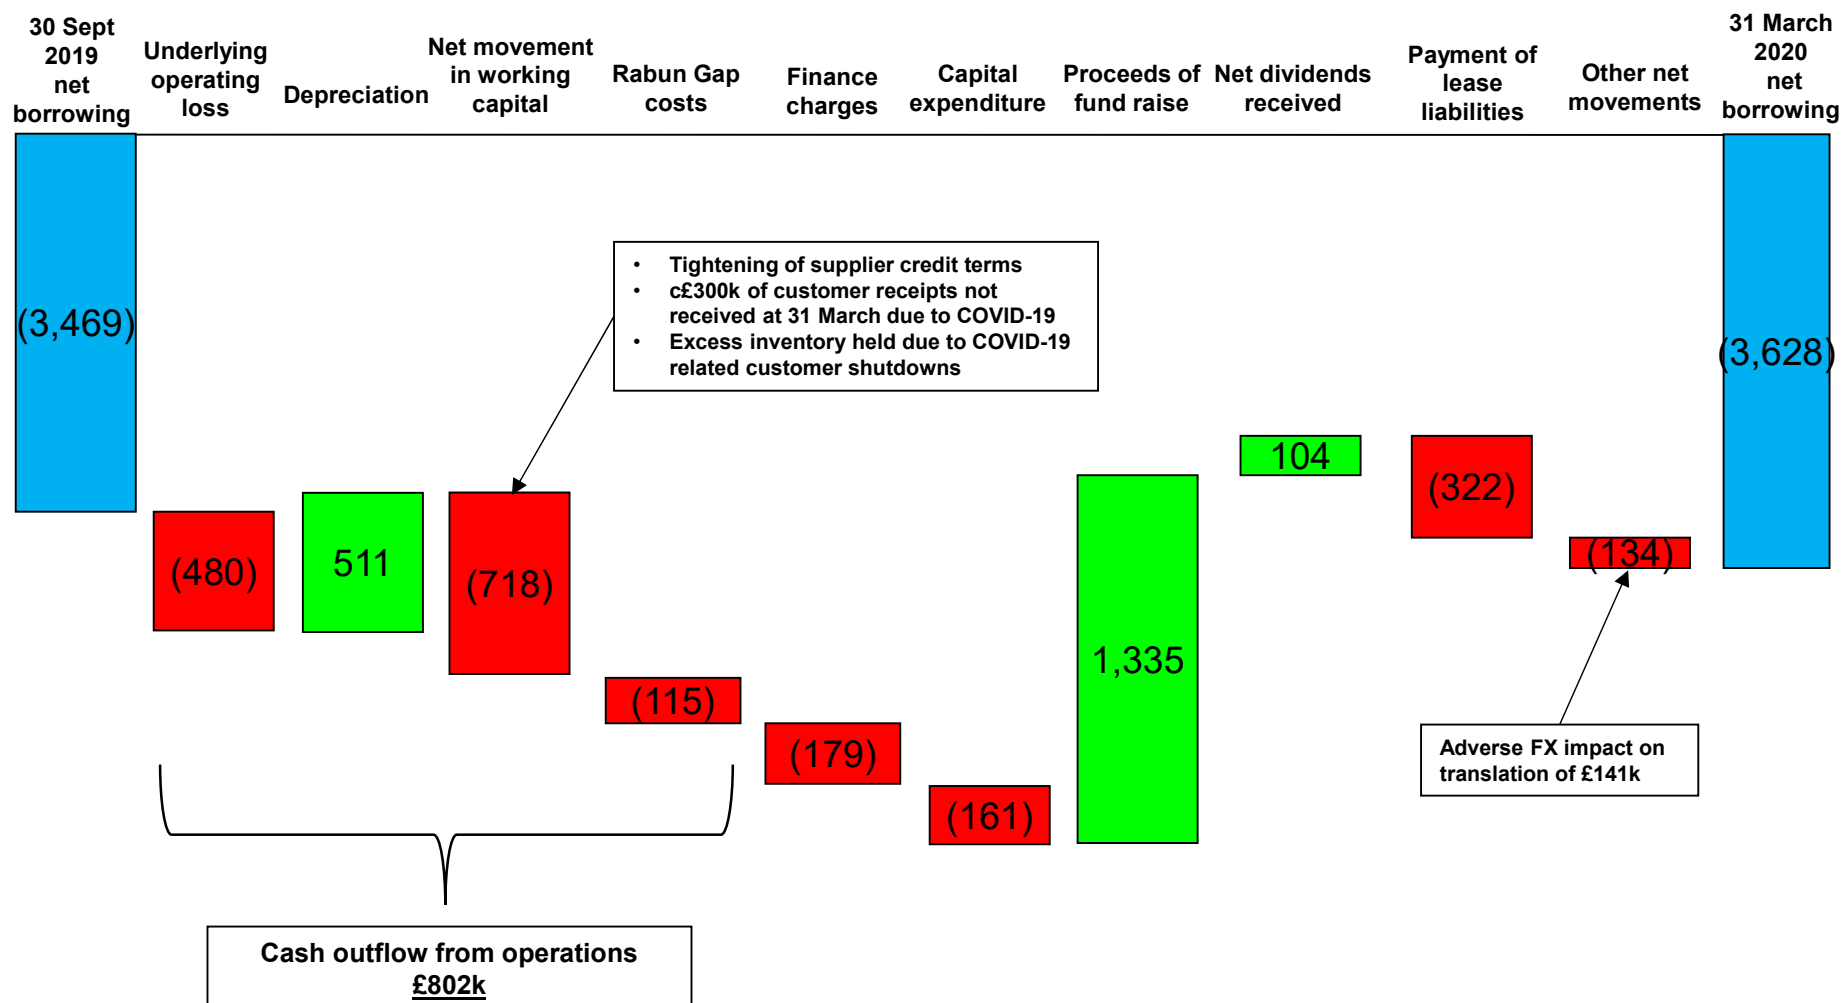 30 Sept
2019
net
borrowing
Underlying
operating
loss
Depreciation
Net movement
in working
capital
Rabun Gap
costs
Finance
charges
Capital
expenditure
Proceeds of
fund raise
Net dividends
received
Payment of
lease
liabilities
Other net
movements
31 March
2020
net
borrowing
(3,469)
(480)
511
(718)
(115)
(179)
(161)
1,335
104
(322)
(134)
(3,628)
• Tightening of supplier credit terms
• c£300k of customer receipts not
received at 31 March due to COVID-19
• Excess inventory held due to COVID-19
related customer shutdowns
Adverse FX impact on
translation of £141k
Cash outflow from operations
£802k